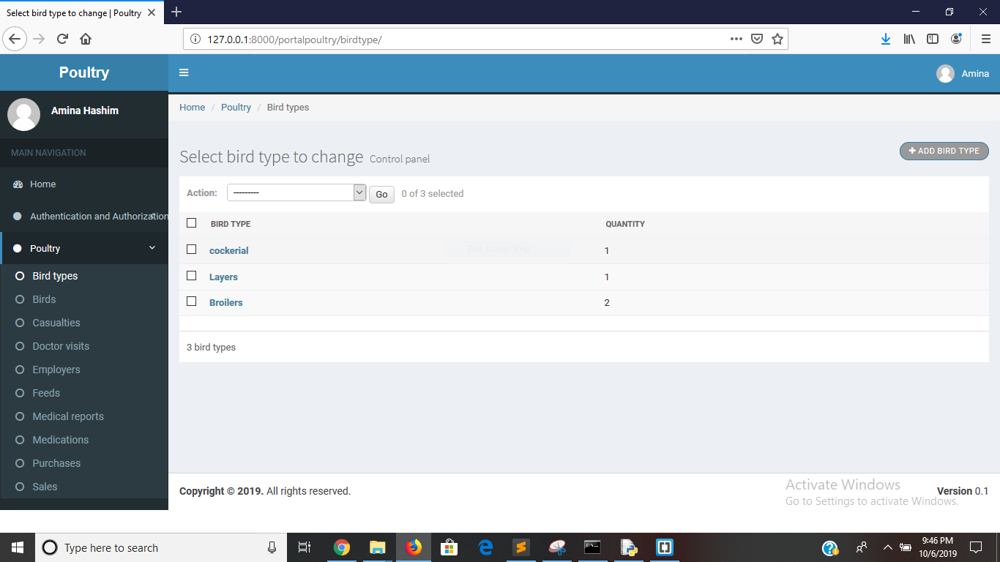 Select bird type to change | Poultry
127.0.0.1:8000/portalpoultry/birdtype/
Poultry
Amina
Amina Hashim
Home / Poultry / Bird types
MAIN NAVIGATION
Select bird type to change Control panel
ADD BIRD TYPE
Home
Authentication and Authorization
Poultry
Bird types
Birds
Casualties
Doctor visits
Employers
Feeds
Medical reports
Medications
Purchases
Sales
Action: --------- Go 0 of 3 selected
BIRD TYPE QUANTITY
cockerial 1
Full-screen Snip
Layers 1
Broilers 2
3 bird types
Copyright © 2019. All rights reserved.
Version 0.1
Activate Windows
Go to Settings to activate Windows.
Type here to search
9:46 PM
10/6/2019